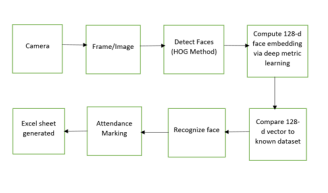 Camera
Frame/Image
Detect Faces
(HOG Method)
Compute 128-d
face embedding
via deep metric
learning
Compare 128-
d vector to
known dataset
Recognize face
Attendance
Marking
Excel sheet
generated